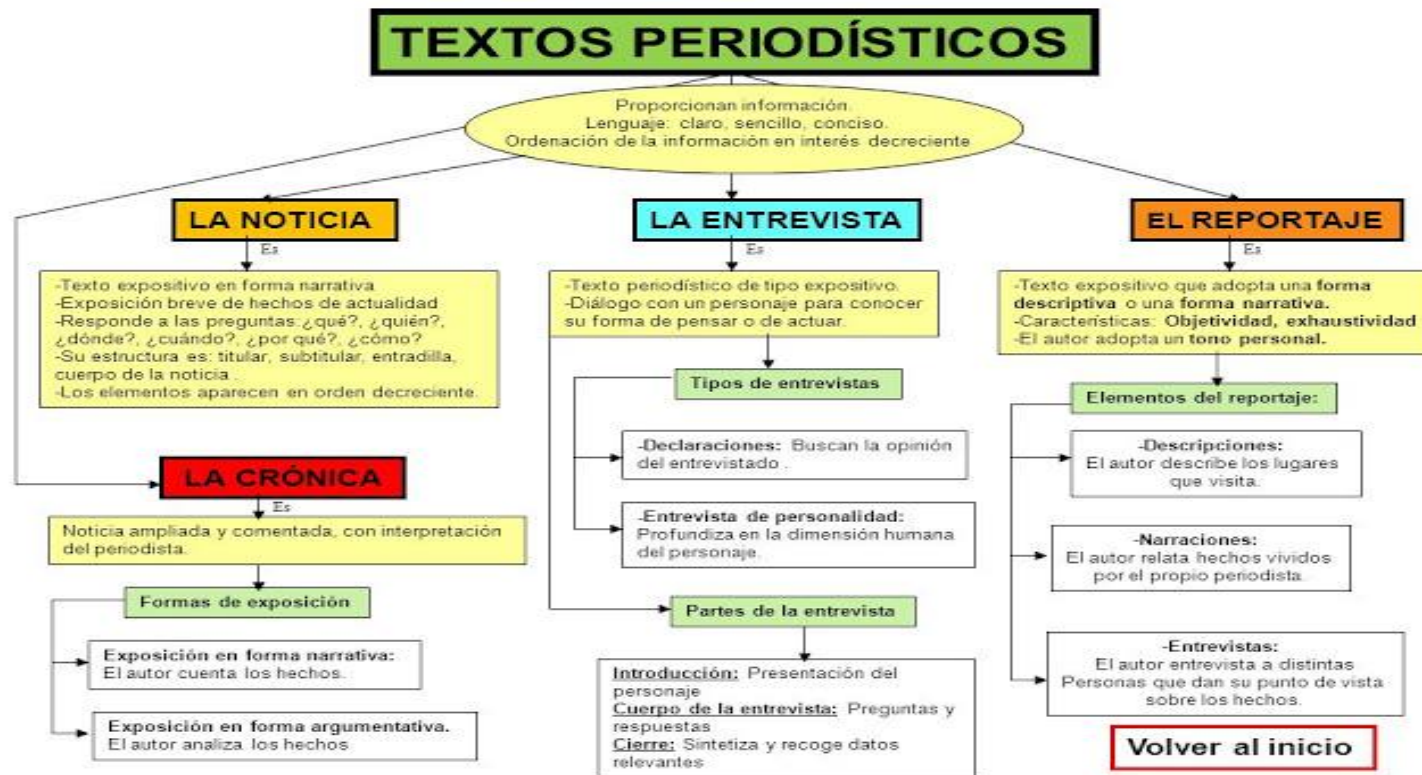 TEXTOS PERIODÍSTICOS
Proporcionan información.
Lenguaje: claro, sencillo, conciso.
Ordenación de la información en interés decreciente
LA NOTICIA
Es
-Texto expositivo en forma narrativa
-Exposición breve de hechos de actualidad
-Responde a las preguntas:¿qué?, ¿quién?,
¿dónde?, ¿cuándo?, ¿por qué?, ¿cómo?
-Su estructura es: titular, subtitular, entradilla,
cuerpo de la noticia .
-Los elementos aparecen en orden decreciente.
LA CRÓNICA
Es
Noticia ampliada y comentada, con interpretación
del periodista.
Formas de exposición
Exposición en forma narrativa:
El autor cuenta los hechos.
Exposición en forma argumentativa.
El autor analiza los hechos
LA ENTREVISTA
Es
-Texto periodístico de tipo expositivo.
-Diálogo con un personaje para conocer
su forma de pensar o de actuar.
Tipos de entrevistas
-Declaraciones: Buscan la opinión
del entrevistado .
-Entrevista de personalidad:
Profundiza en la dimensión humana
del personaje.
Partes de la entrevista
Introducción: Presentación del
personaje
Cuerpo de la entrevista: Preguntas y
respuestas
Cierre: Sintetiza y recoge datos
relevantes
EL REPORTAJE
Es
-Texto expositivo que adopta una forma
descriptiva o una forma narrativa.
-Características: Objetividad, exhaustividad
-El autor adopta un tono personal.
Elementos del reportaje:
-Descripciones:
El autor describe los lugares
que visita.
-Narraciones:
El autor relata hechos vividos
por el propio periodista.
-Entrevistas:
El autor entrevista a distintas
Personas que dan su punto de vista
sobre los hechos.
Volver al inicio